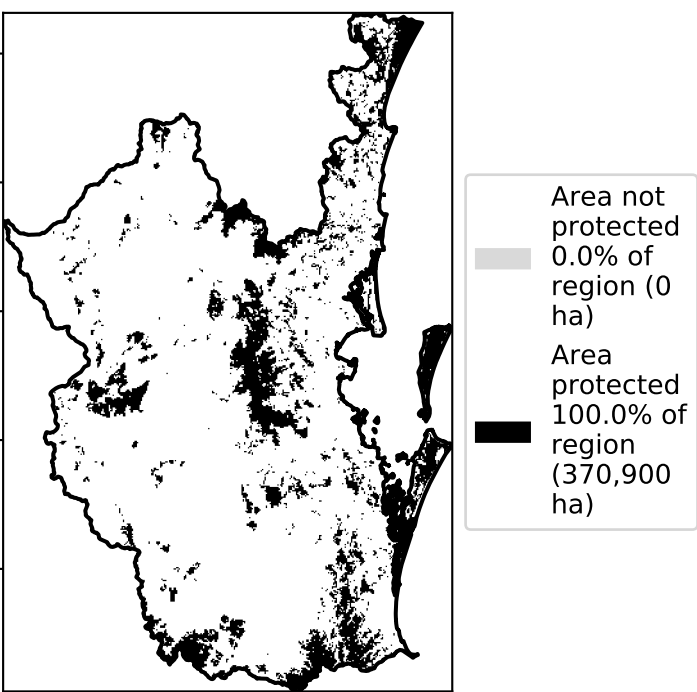 Area not
protected
0.0% of
region (0
ha)
Area
protected
100.0% of
region
(370,900
ha)